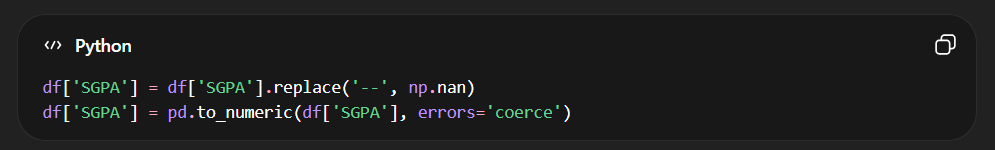 Python
df['SGPA'] = df['SGPA'].replace('--', np.nan)
df['SGPA'] = pd.to_numeric(df['SGPA'], errors='coerce')